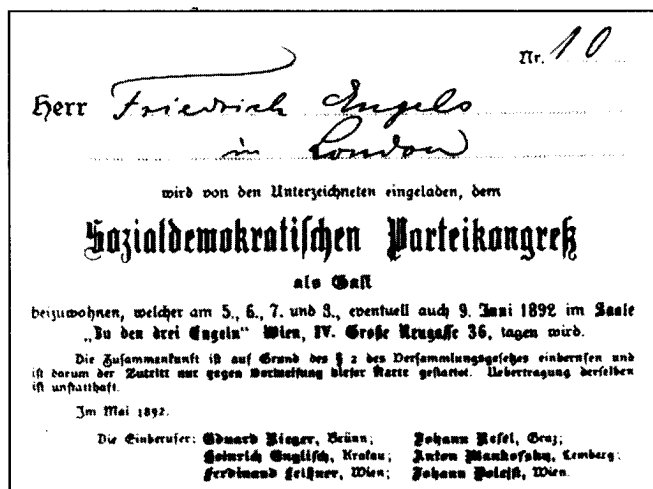 Nr. 10
Herr Friedrich Engels
in London
wird von den Unterzeichneten eingeladen, dem
Sozialdemokratischen Parteikongreß
als Gast
beizuwohnen, welcher am 5., 6., 7. und 8., eventuell auch 9. Juni 1892 im Saale
„Zu den drei Engeln“ Wien, IV. Große Neugasse 36, tagen wird.
Die Zusammenkunft ist auf Grund des § 2 des Versammlungsgesetzes einberufen und
ist darum der Zutritt nur gegen Vorweisung dieser Karte gestattet. Uebertragung derselben
ist unstatthaft.
Im Mai 1892.
Die Einberufer: Eduard Rieger, Brünn; Johann Resel, Graz;
Heinrich Englisch, Krakau; Anton Mankofsky, Lemberg;
Ferdinand Leißner, Wien; Johann Polejsi, Wien.